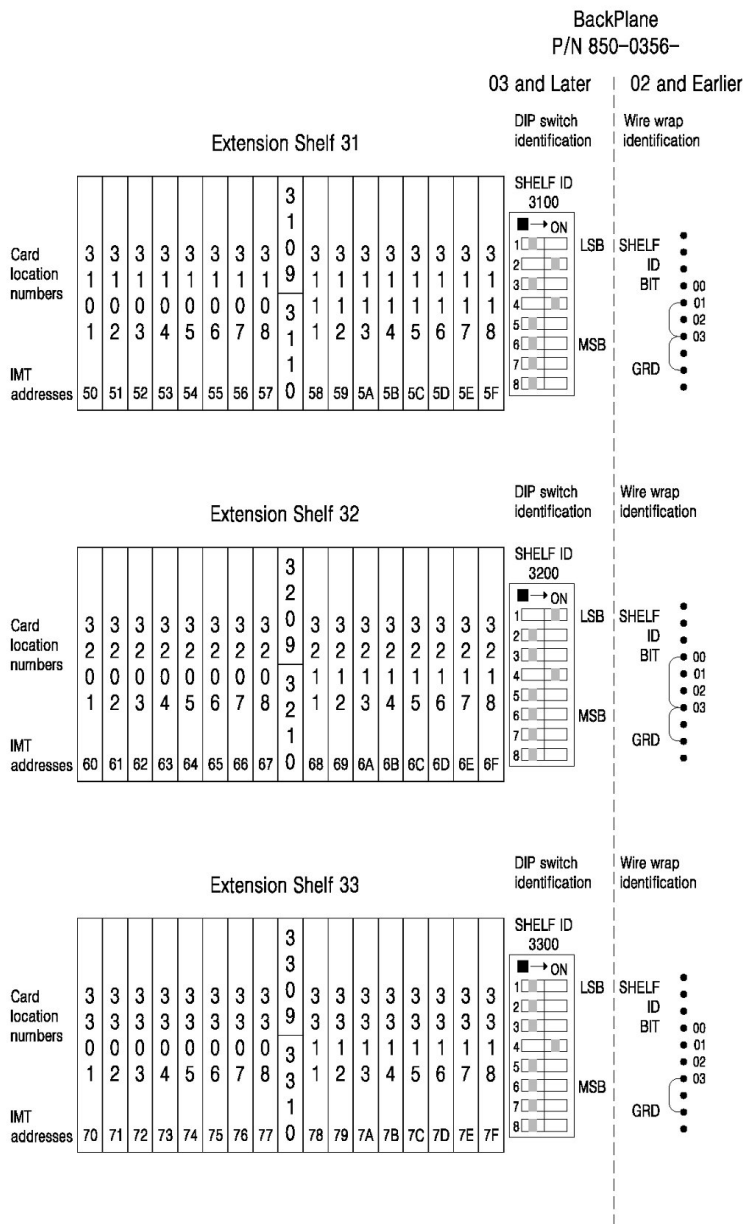 BackPlane
P/N 850-0356-
03 and Later
02 and Earlier
Extension Shelf 31
DIP switch
identification
Wire wrap
identification
SHELF ID
3100
ON
Card
location
numbers
3101 3102 3103 3104 3105 3106 3107 3108 3109 3110 3111 3112 3113 3114 3115 3116 3117 3118
IMT
addresses
50 51 52 53 54 55 56 57 58 59 5A 5B 5C 5D 5E 5F
1 LSB
2
3
4
5
6 MSB
7
8
SHELF
ID
BIT 00
01
02
03
GRD
Extension Shelf 32
DIP switch
identification
Wire wrap
identification
SHELF ID
3200
ON
Card
location
numbers
3201 3202 3203 3204 3205 3206 3207 3208 3209 3210 3211 3212 3213 3214 3215 3216 3217 3218
IMT
addresses
60 61 62 63 64 65 66 67 68 69 6A 6B 6C 6D 6E 6F
1 LSB
2
3
4
5
6 MSB
7
8
SHELF
ID
BIT 00
01
02
03
GRD
Extension Shelf 33
DIP switch
identification
Wire wrap
identification
SHELF ID
3300
ON
Card
location
numbers
3301 3302 3303 3304 3305 3306 3307 3308 3309 3310 3311 3312 3313 3314 3315 3316 3317 3318
IMT
addresses
70 71 72 73 74 75 76 77 78 79 7A 7B 7C 7D 7E 7F
1 LSB
2
3
4
5
6 MSB
7
8
SHELF
ID
BIT 00
01
02
03
GRD